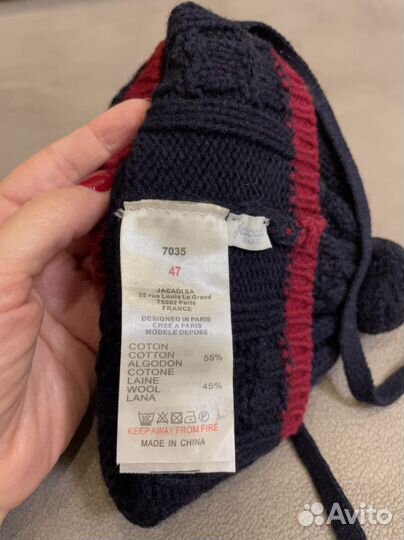 7035
47
JACADI SA
26 rue Louis Le Grand
75002 Paris
FRANCE
DESIGNED IN PARIS
CREE A PARIS
MODELE DEPOSE
COTON
COTTON 55%
ALGODON
COTONE
LAINE
WOOL 45%
LANA
KEEP AWAY FROM FIRE
MADE IN CHINA
Avito